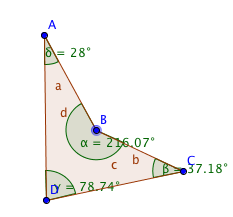 A
δ = 28°
a
d
B
α = 216.07°
b
C
c
β = 37.18°
D
γ = 78.74°